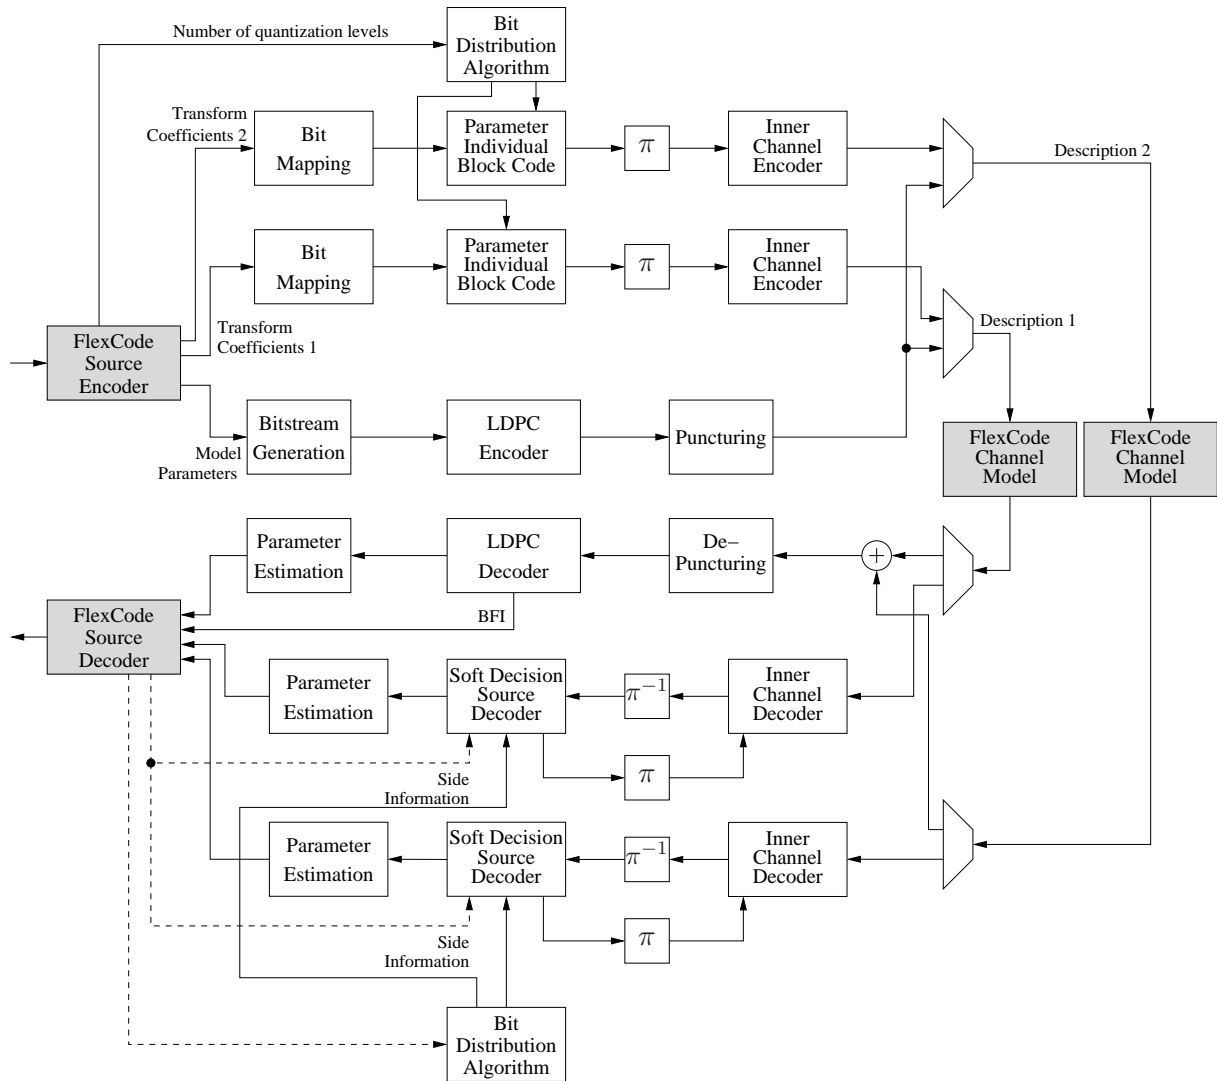 Number of quantization levels
Bit
Distribution
Algorithm
Transform
Coefficients 2
Bit
Mapping
Parameter
Individual
Block Code
π
Inner
Channel
Encoder
Description 2
Bit
Mapping
Parameter
Individual
Block Code
π
Inner
Channel
Encoder
Description 1
Transform
Coefficients 1
FlexCode
Source
Encoder
Model
Parameters
Bitstream
Generation
LDPC
Encoder
Puncturing
FlexCode
Channel
Model
FlexCode
Channel
Model
Parameter
Estimation
LDPC
Decoder
De−
Puncturing
+
BFI
FlexCode
Source
Decoder
Parameter
Estimation
Soft Decision
Source
Decoder
π−1
Inner
Channel
Decoder
π
Side
Information
Parameter
Estimation
Soft Decision
Source
Decoder
π−1
Inner
Channel
Decoder
π
Side
Information
Bit
Distribution
Algorithm